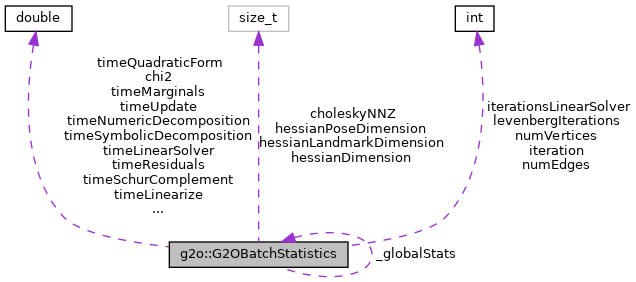 double
size_t
int
timeQuadraticForm
chi2
timeMarginals
timeUpdate
timeNumericDecomposition
timeSymbolicDecomposition
timeLinearSolver
timeResiduals
timeSchurComplement
timeLinearize
...
choleskyNNZ
hessianPoseDimension
hessianLandmarkDimension
hessianDimension
iterationsLinearSolver
levenbergIterations
numVertices
iteration
numEdges
_globalStats
g2o::G2OBatchStatistics